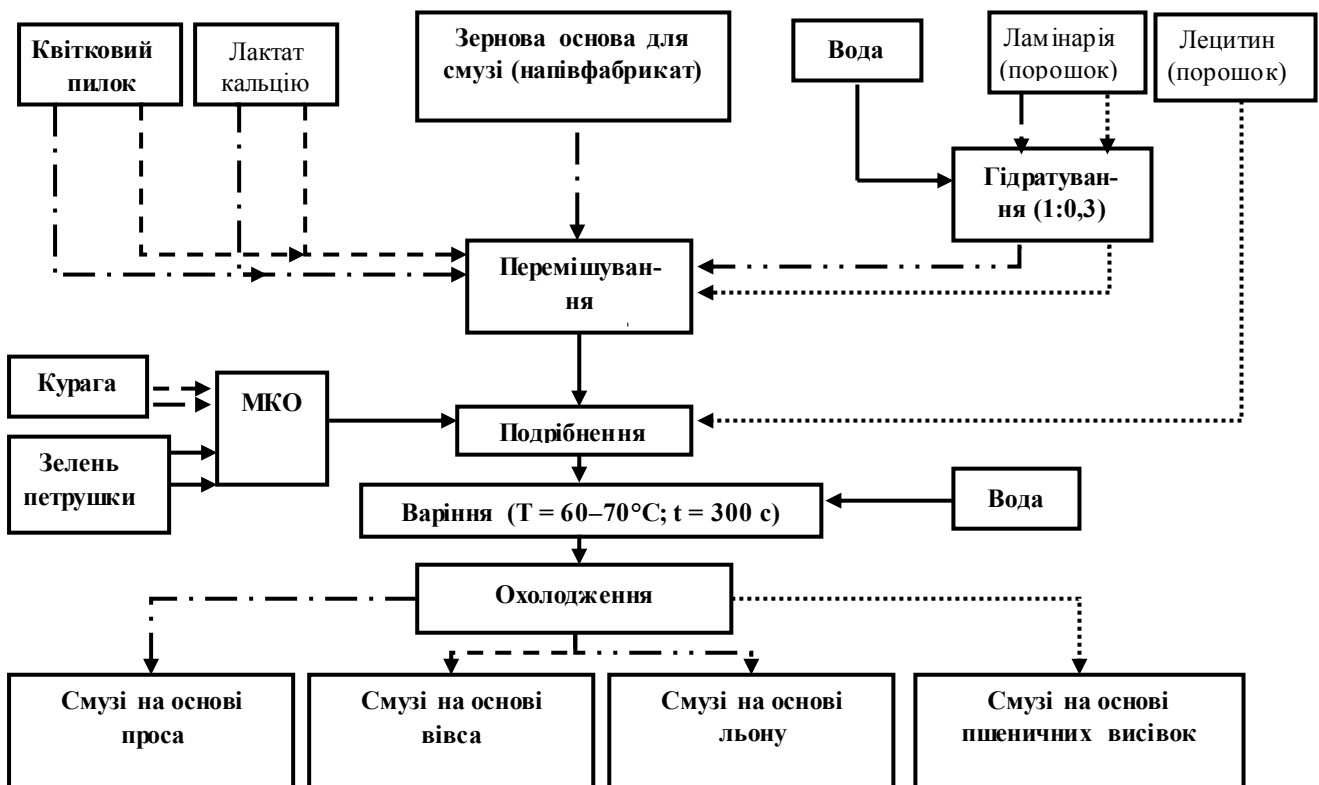 Квітковий
пилок
Лактат
кальцію
Зернова основа для
смузі (напівфабрикат)
Вода
Ламінарія
(порошок)
Лецитин
(порошок)
Гідратуван-
ня (1:0,3)
Перемішуван-
ня
Курага
МКО
Зелень
петрушки
Подрібнення
Варіння (Т = 60–70°С; t = 300 с)
Вода
Охолодження
Смузі на основі
проса
Смузі на основі
вівса
Смузі на основі
льону
Смузі на основі
пшеничних висівок